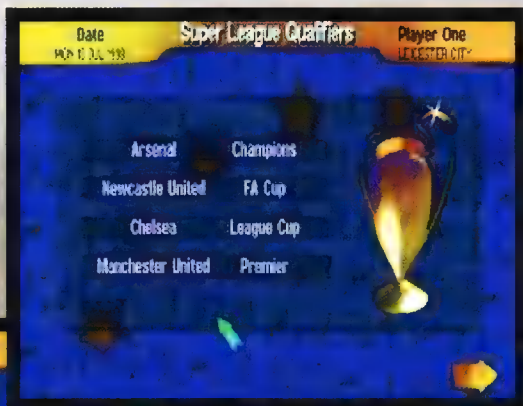 Date
Super League Qualifiers
Player One
LEICESTER CITY
Arsenal Champions
Newcastle United FA Cup
Chelsea League Cup
Manchester United Premier